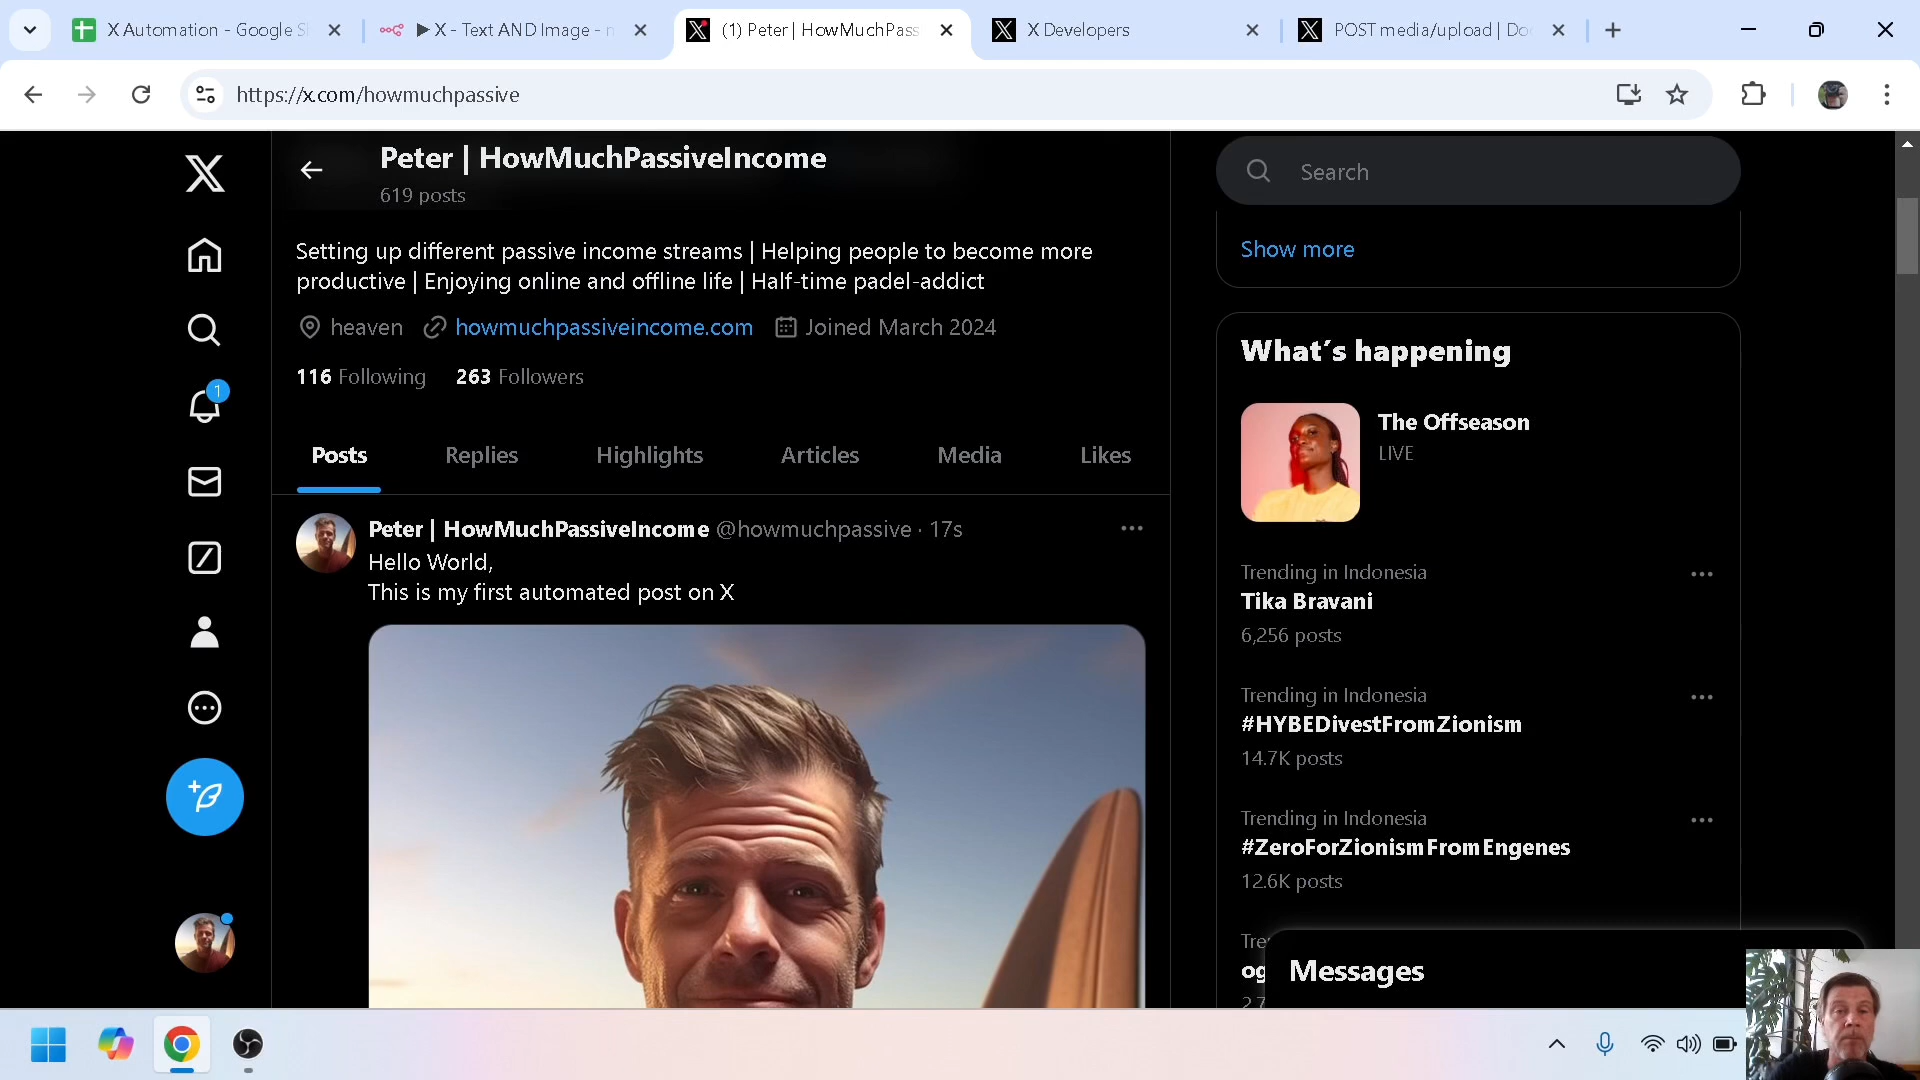 X Automation - Google S
▶ X - Text AND Image - n
(1) Peter | HowMuchPass
X Developers
POST media/upload | Do
https://x.com/howmuchpassive
Peter | HowMuchPassiveIncome
619 posts
Setting up different passive income streams | Helping people to become more
productive | Enjoying online and offline life | Half-time padel-addict
heaven howmuchpassiveincome.com Joined March 2024
116 Following 263 Followers
Posts Replies Highlights Articles Media Likes
Peter | HowMuchPassiveIncome @howmuchpassive · 17s
Hello World,
This is my first automated post on X
1
Search
Show more
What's happening
The Offseason
LIVE
Trending in Indonesia
Tika Bravani
6,256 posts
Trending in Indonesia
#HYBEDivestFromZionism
14.7K posts
Trending in Indonesia
#ZeroForZionismFromEngenes
12.6K posts
Messages